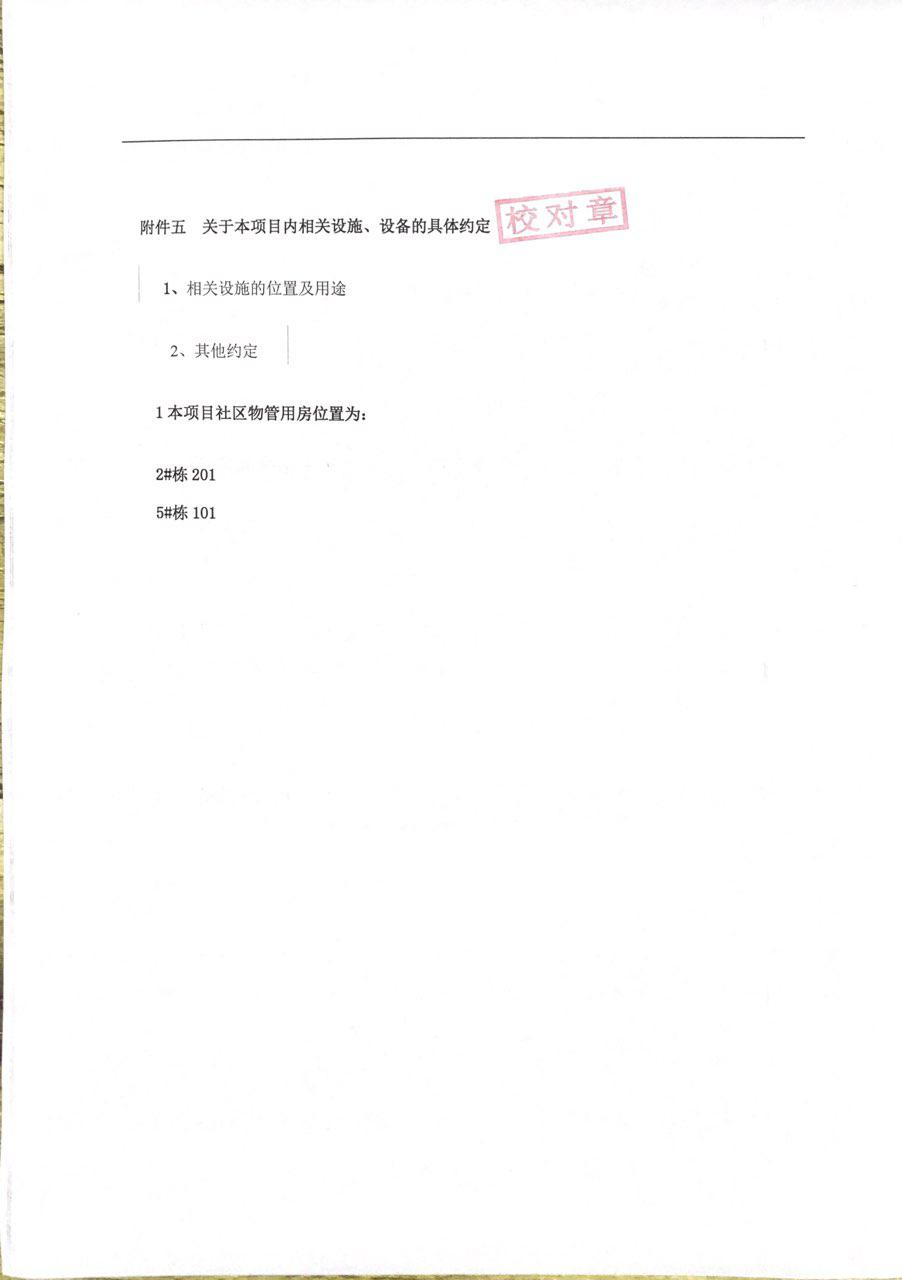 附件五 关于本项目内相关设施、设备的具体约定
校对章
1、相关设施的位置及用途
2、其他约定
1本项目社区物管用房位置为:
2#栋 201
5#栋 101